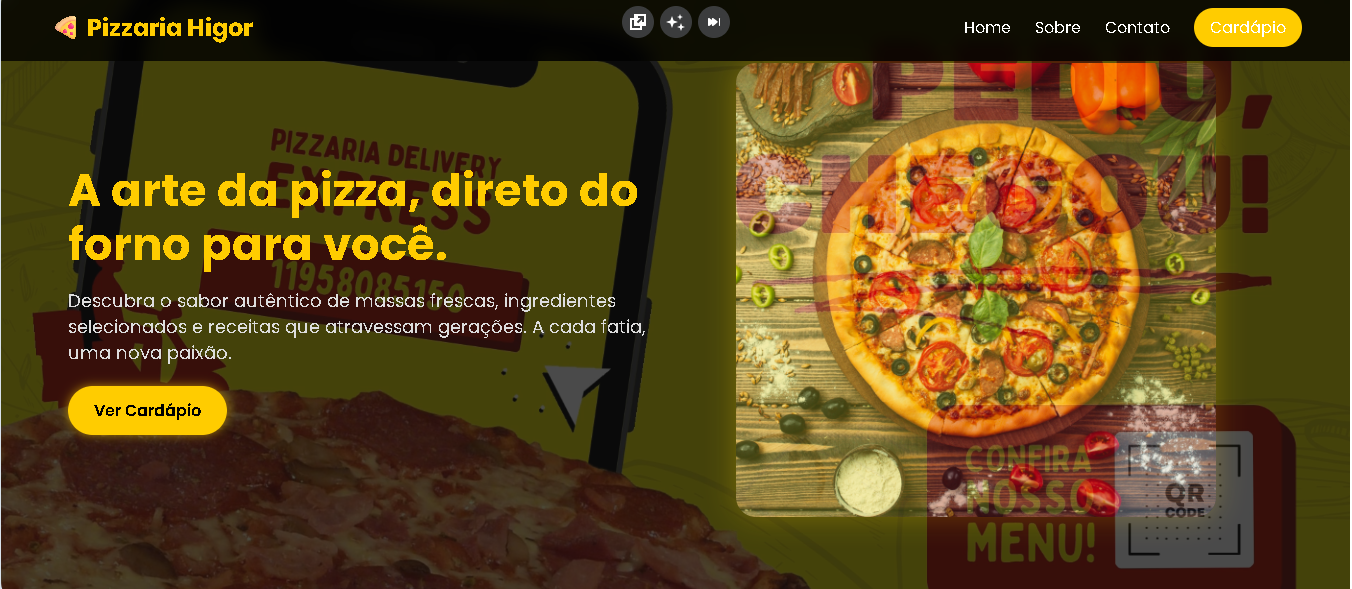 Pizzaria Higor
Home Sobre Contato Cardápio
PEDIU,
CHEGOU!
PIZZARIA DELIVERY
EXPRESS
11958085150
A arte da pizza, direto do
forno para você.
Descubra o sabor autêntico de massas frescas, ingredientes
selecionados e receitas que atravessam gerações. A cada fatia,
uma nova paixão.
Ver Cardápio
CONFIRA
NOSSO
MENU!
QR
CODE